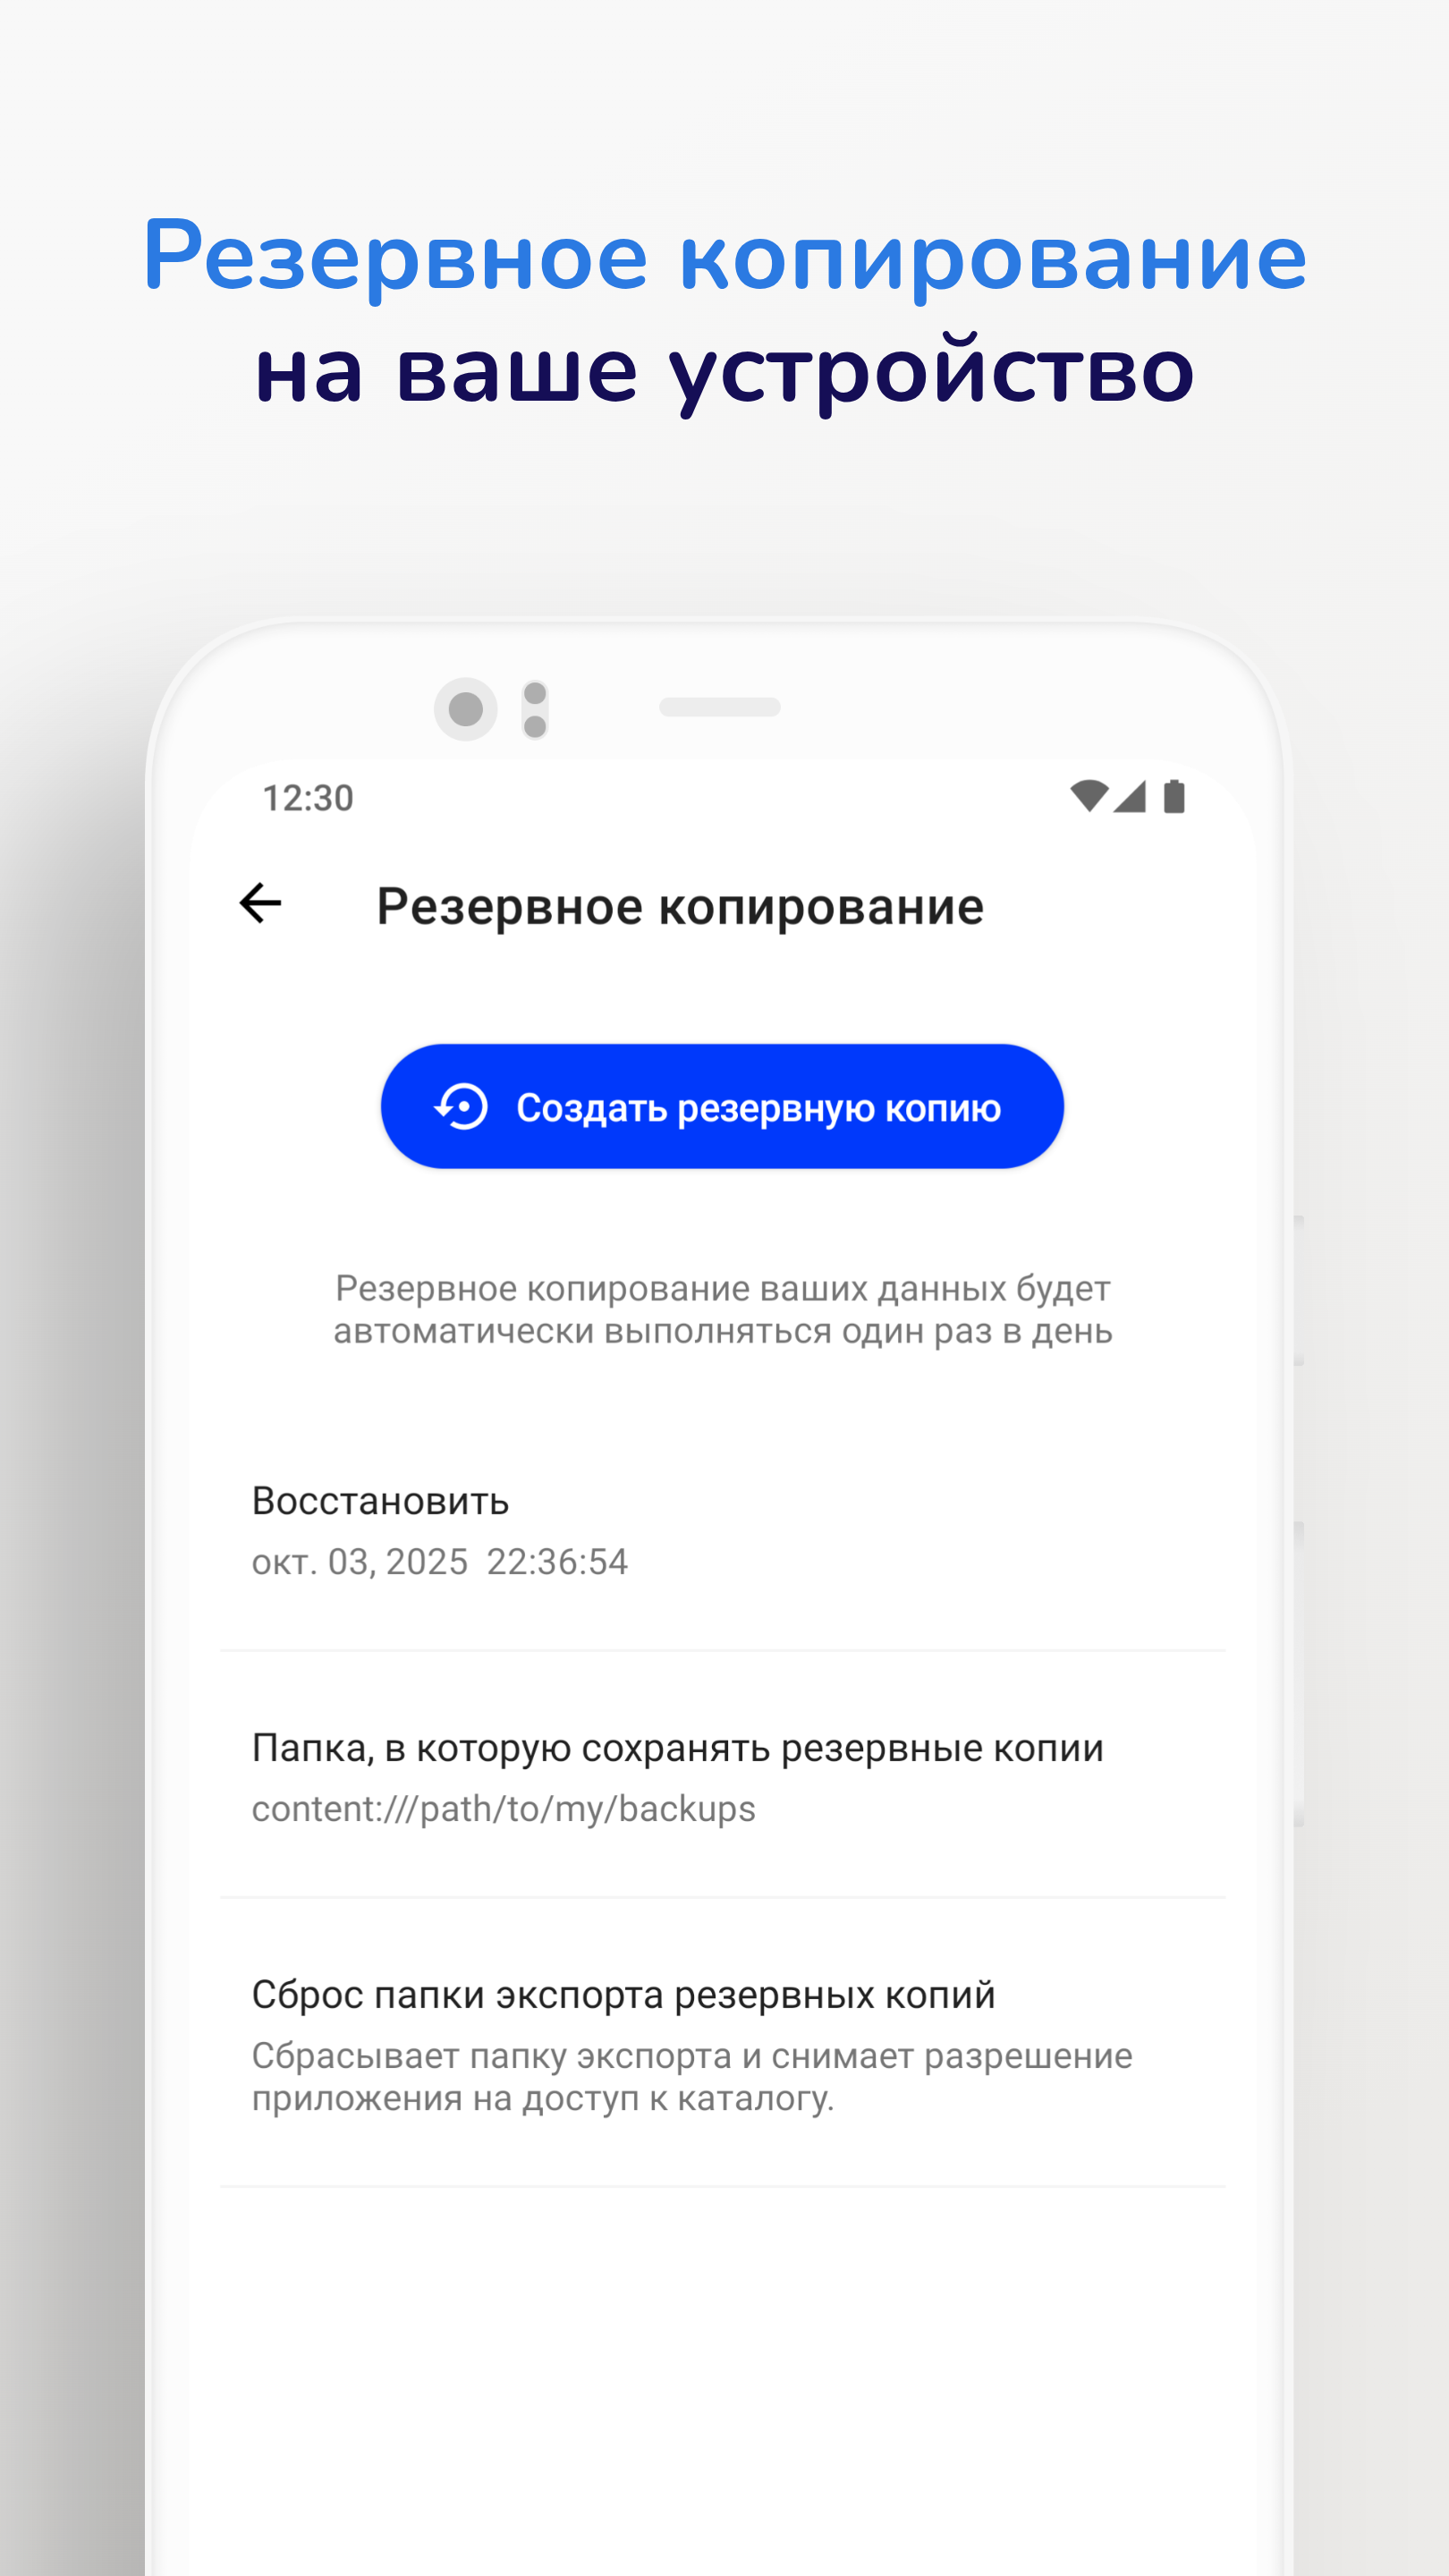 Резервное копирование
на ваше устройство
12:30
Резервное копирование
Создать резервную копию
Резервное копирование ваших данных будет
автоматически выполняться один раз в день
Восстановить
окт. 03, 2025  22:36:54
Папка, в которую сохранять резервные копии
content:///path/to/my/backups
Сброс папки экспорта резервных копий
Сбрасывает папку экспорта и снимает разрешение
приложения на доступ к каталогу.